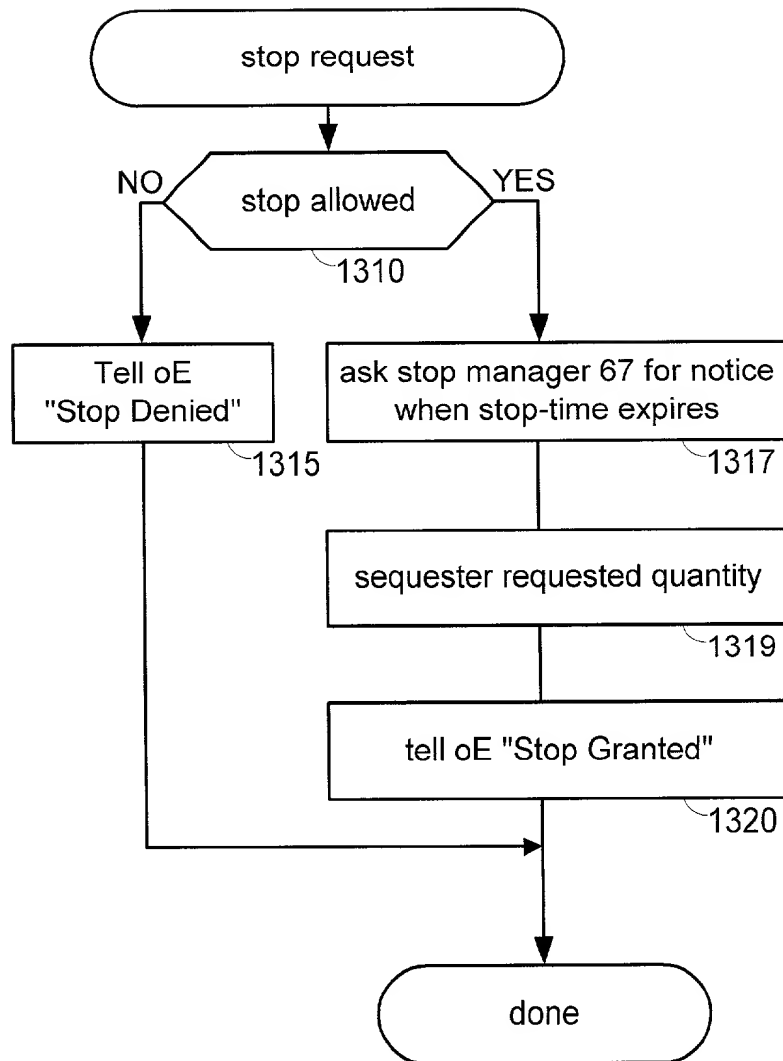 stop request
NO
YES
stop allowed
1310
Tell oE
"Stop Denied"
1315
ask stop manager 67 for notice
when stop-time expires
1317
sequester requested quantity
1319
tell oE "Stop Granted"
1320
done